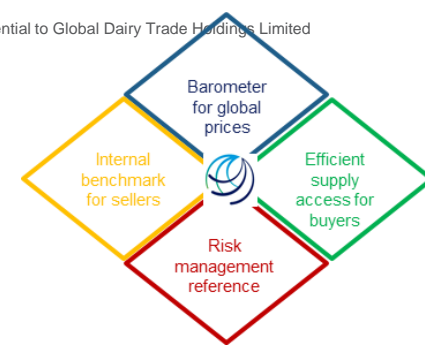 ential to Global Dairy Trade Holdings Limited
Barometer
for global
prices
Internal
benchmark
for sellers
Efficient
supply
access for
buyers
Risk
management
reference